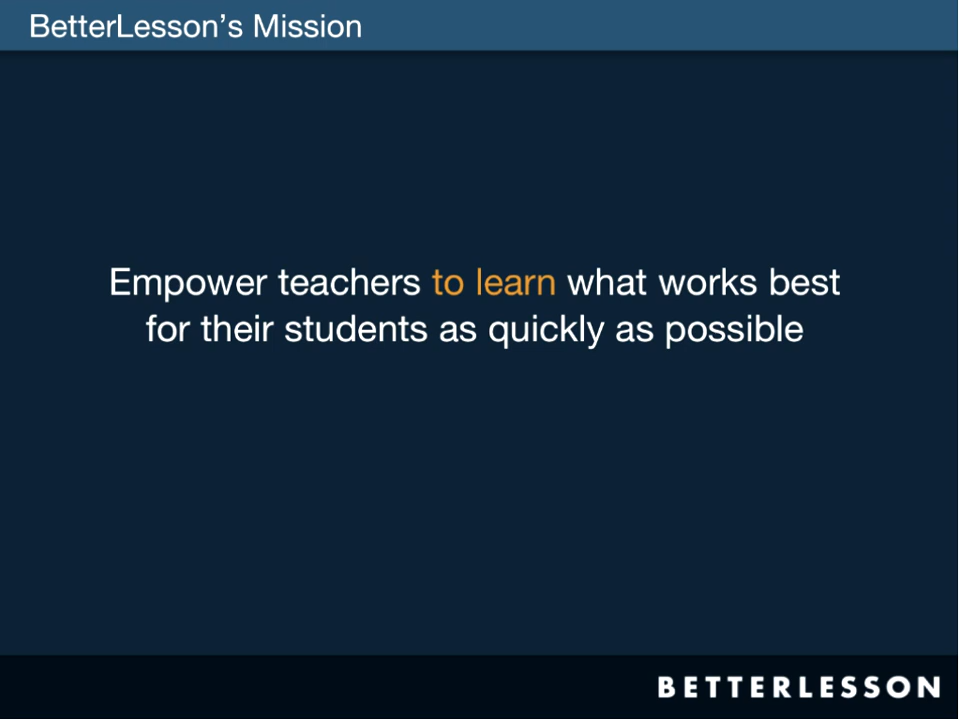 BetterLesson’s Mission
Empower teachers to learn what works best
for their students as quickly as possible
BETTERLESSON